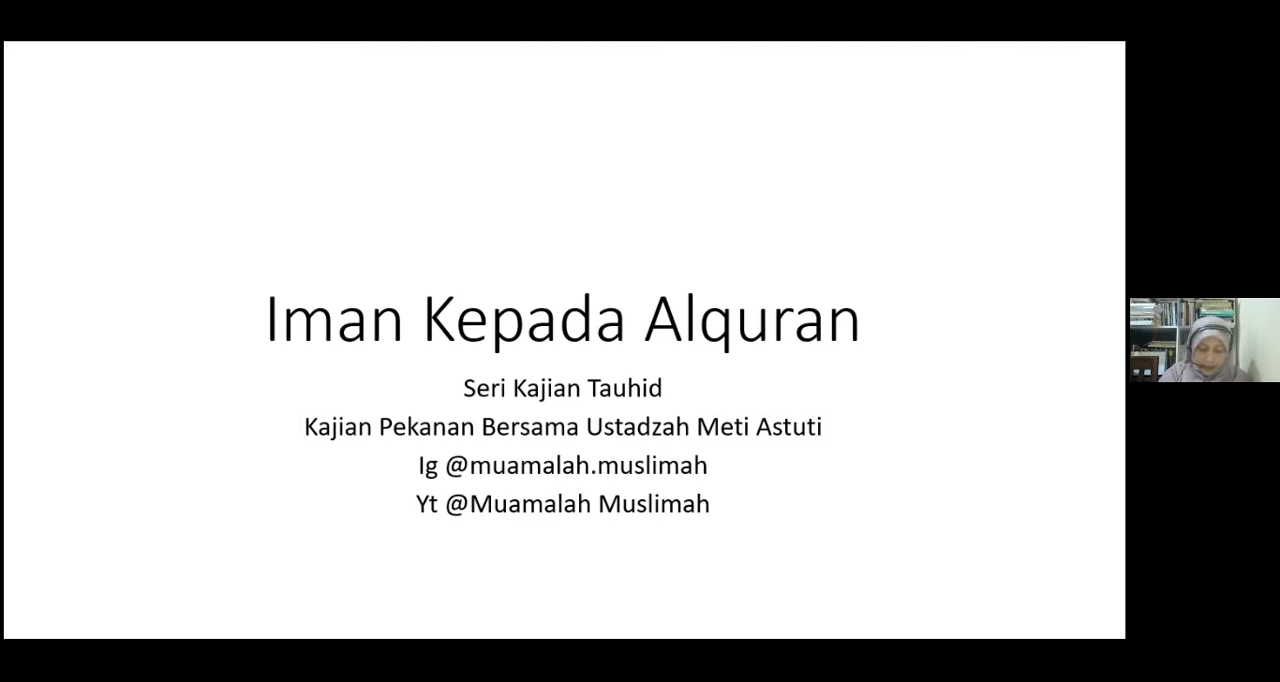 Iman Kepada Alquran
Seri Kajian Tauhid
Kajian Pekanan Bersama Ustadzah Meti Astuti
Ig @muamalah.muslimah
Yt @Muamalah Muslimah